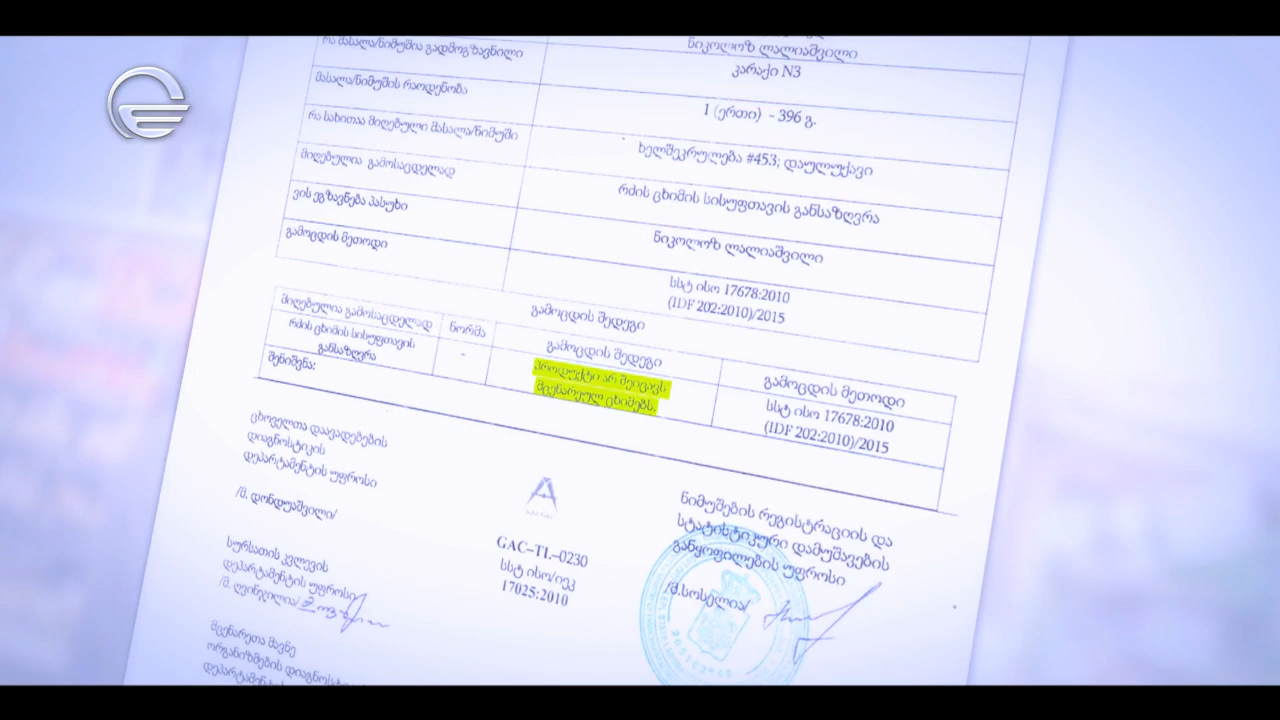 რა მასალა/ნიმუშია გადმოგზავნილი
ნიკოლოზ ლალიაშვილი
კარაქი N3
მასალა/ნიმუშის რაოდენობა
1 (ერთი) - 396 გ.
რა სახითაა მიღებული მასალა/ნიმუში
ხელშეკრულება #453; დაულუქავი
მიღებულია გამოსაცდელად
რძის ცხიმის სისუფთავის განსაზღვრა
ვის ეგზავნება პასუხი
ნიკოლოზ ლალიაშვილი
გამოცდის მეთოდი
სსტ ისო 17678:2010
(IDF 202:2010)/2015
გამოცდის შედეგი
მიღებულია გამოსაცდელად
ნორმა
გამოცდის შედეგი
გამოცდის მეთოდი
რძის ცხიმის სისუფთავის
განსაზღვრა
-
პროდუქტი არ შეიცავს
მცენარეულ ცხიმებს.
სსტ ისო 17678:2010
(IDF 202:2010)/2015
შენიშვნა:
ცხოველთა დაავადებების
დიაგნოსტიკის
დეპარტამენტის უფროსი
/მ. დონდუაშვილი/
სურსათის კვლევის
დეპარტამენტის უფროსი
/მ. ღვინჯილია/
მცენარეთა მავნე
ორგანიზმების დიაგნოსტიკის
GAC-TL-0230
სსტ ისო/იეკ
17025:2010
ნიმუშების რეგისტრაციის და
სტატისტიკური დამუშავების
განყოფილების უფროსი
/მ.სოსელია/